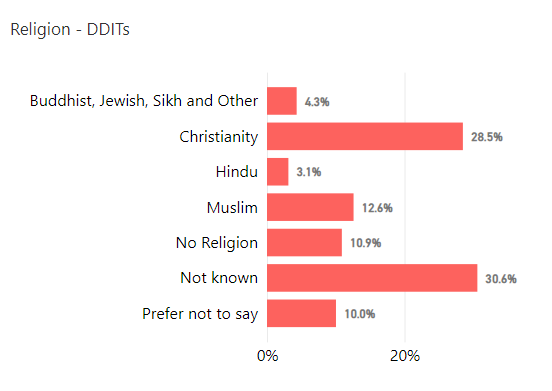 Religion - DDITs
Buddhist, Jewish, Sikh and Other 4.3%
Christianity 28.5%
Hindu 3.1%
Muslim 12.6%
No Religion 10.9%
Not known 30.6%
Prefer not to say 10.0%
0% 20%